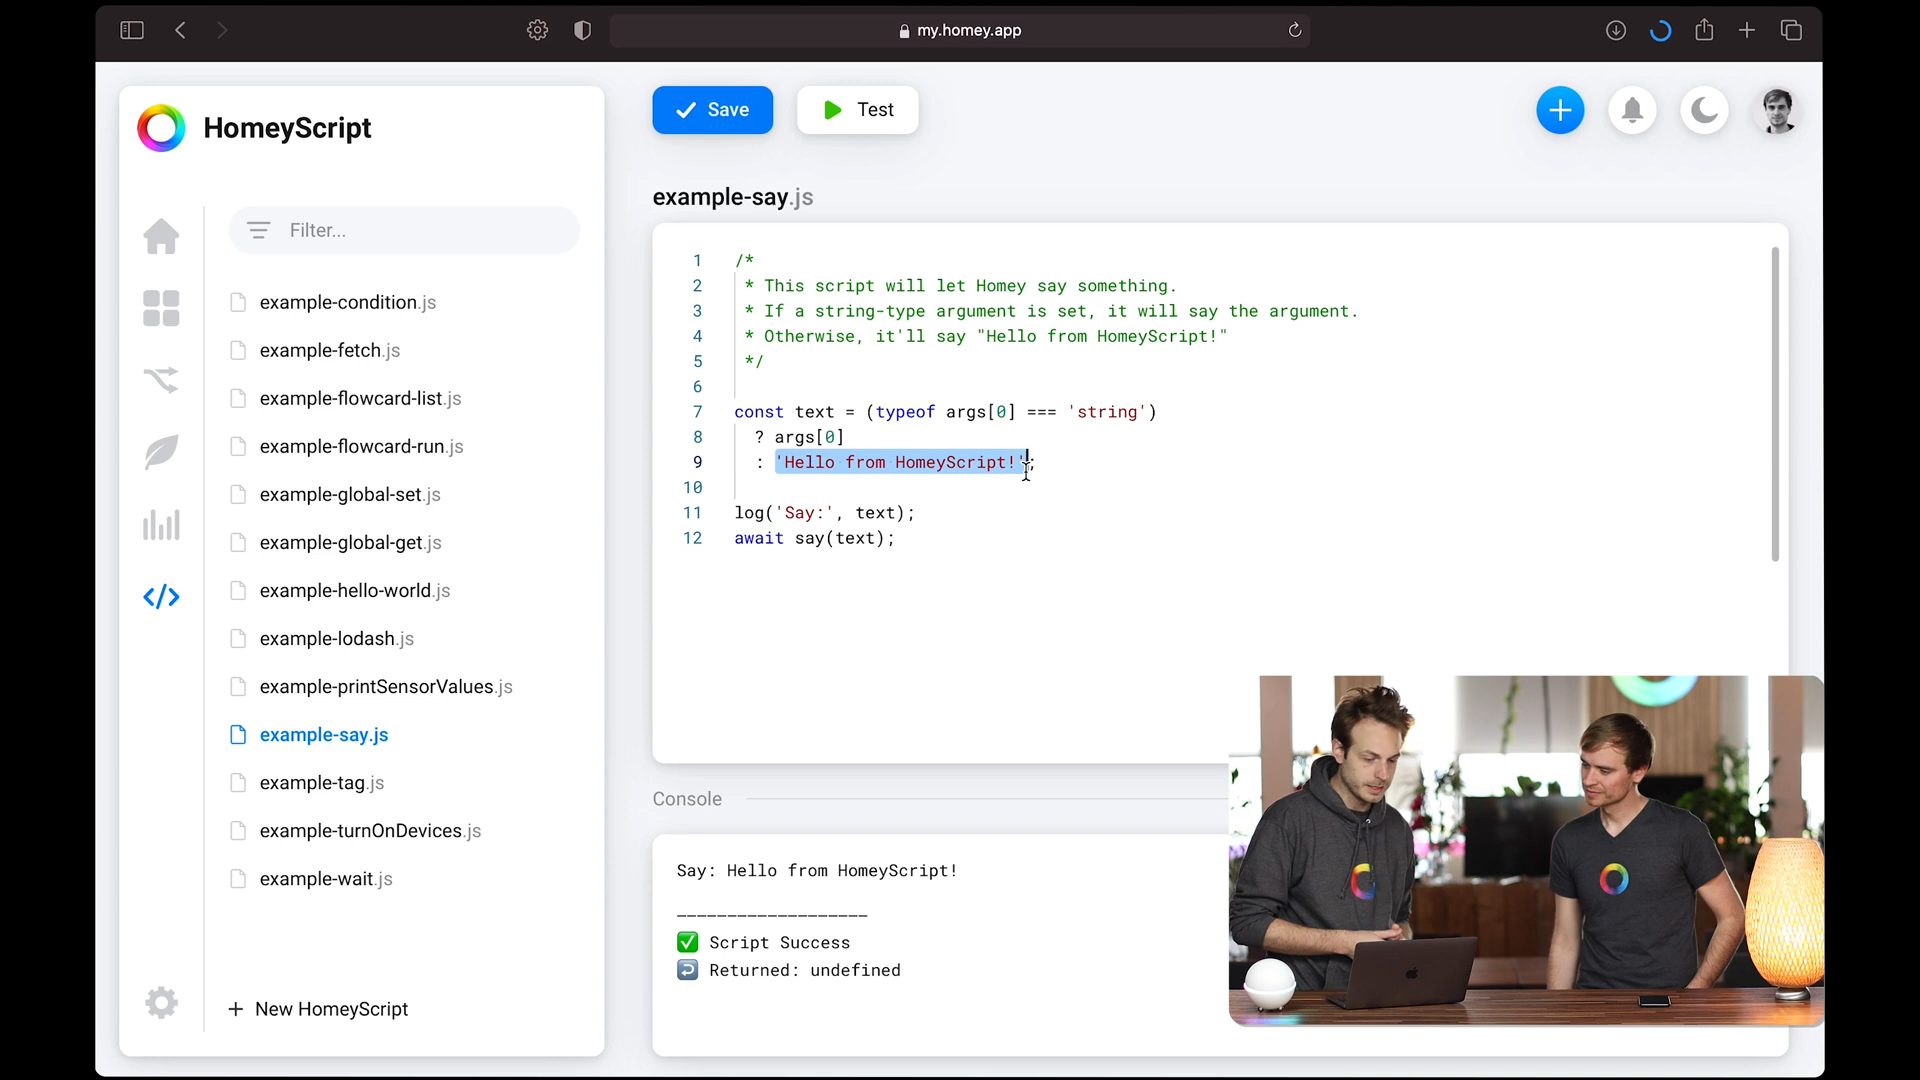 my.homey.app
HomeyScript
Save
Test
Filter...
example-say.js
example-condition.js
example-fetch.js
example-flowcard-list.js
example-flowcard-run.js
example-global-set.js
example-global-get.js
example-hello-world.js
example-lodash.js
example-printSensorValues.js
example-say.js
example-tag.js
example-turnOnDevices.js
example-wait.js
+ New HomeyScript
1 /*
2 * This script will let Homey say something.
3 * If a string-type argument is set, it will say the argument.
4 * Otherwise, it'll say "Hello from HomeyScript!"
5 */
6
7 const text = (typeof args[0] === 'string')
8 ? args[0]
9 : 'Hello from HomeyScript!';
10
11 log('Say:', text);
12 await say(text);
Console
Say: Hello from HomeyScript!
___________________
✅ Script Success
↩️ Returned: undefined